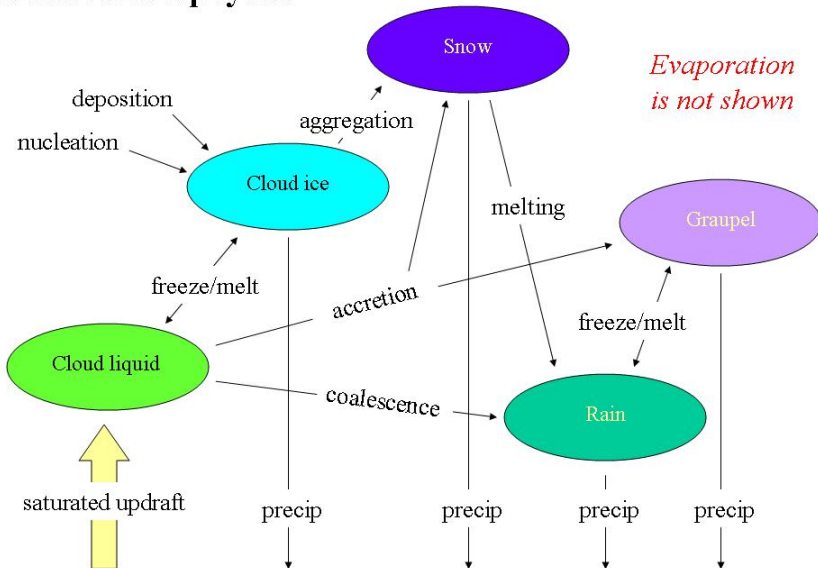 Snow
Evaporation
is not shown
deposition
aggregation
nucleation
Cloud ice
melting
Graupel
freeze/melt
accretion
freeze/melt
Cloud liquid
coalescence
Rain
saturated updraft
precip
precip
precip
precip